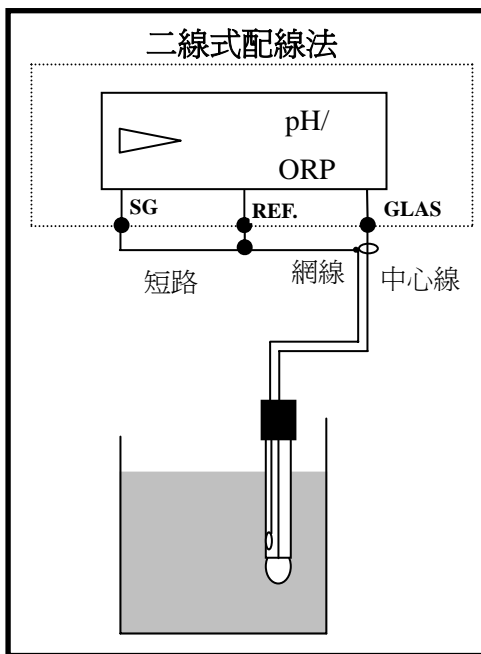 二線式配線法
pH/
ORP
SG
REF.
GLAS
短路
網線
中心線